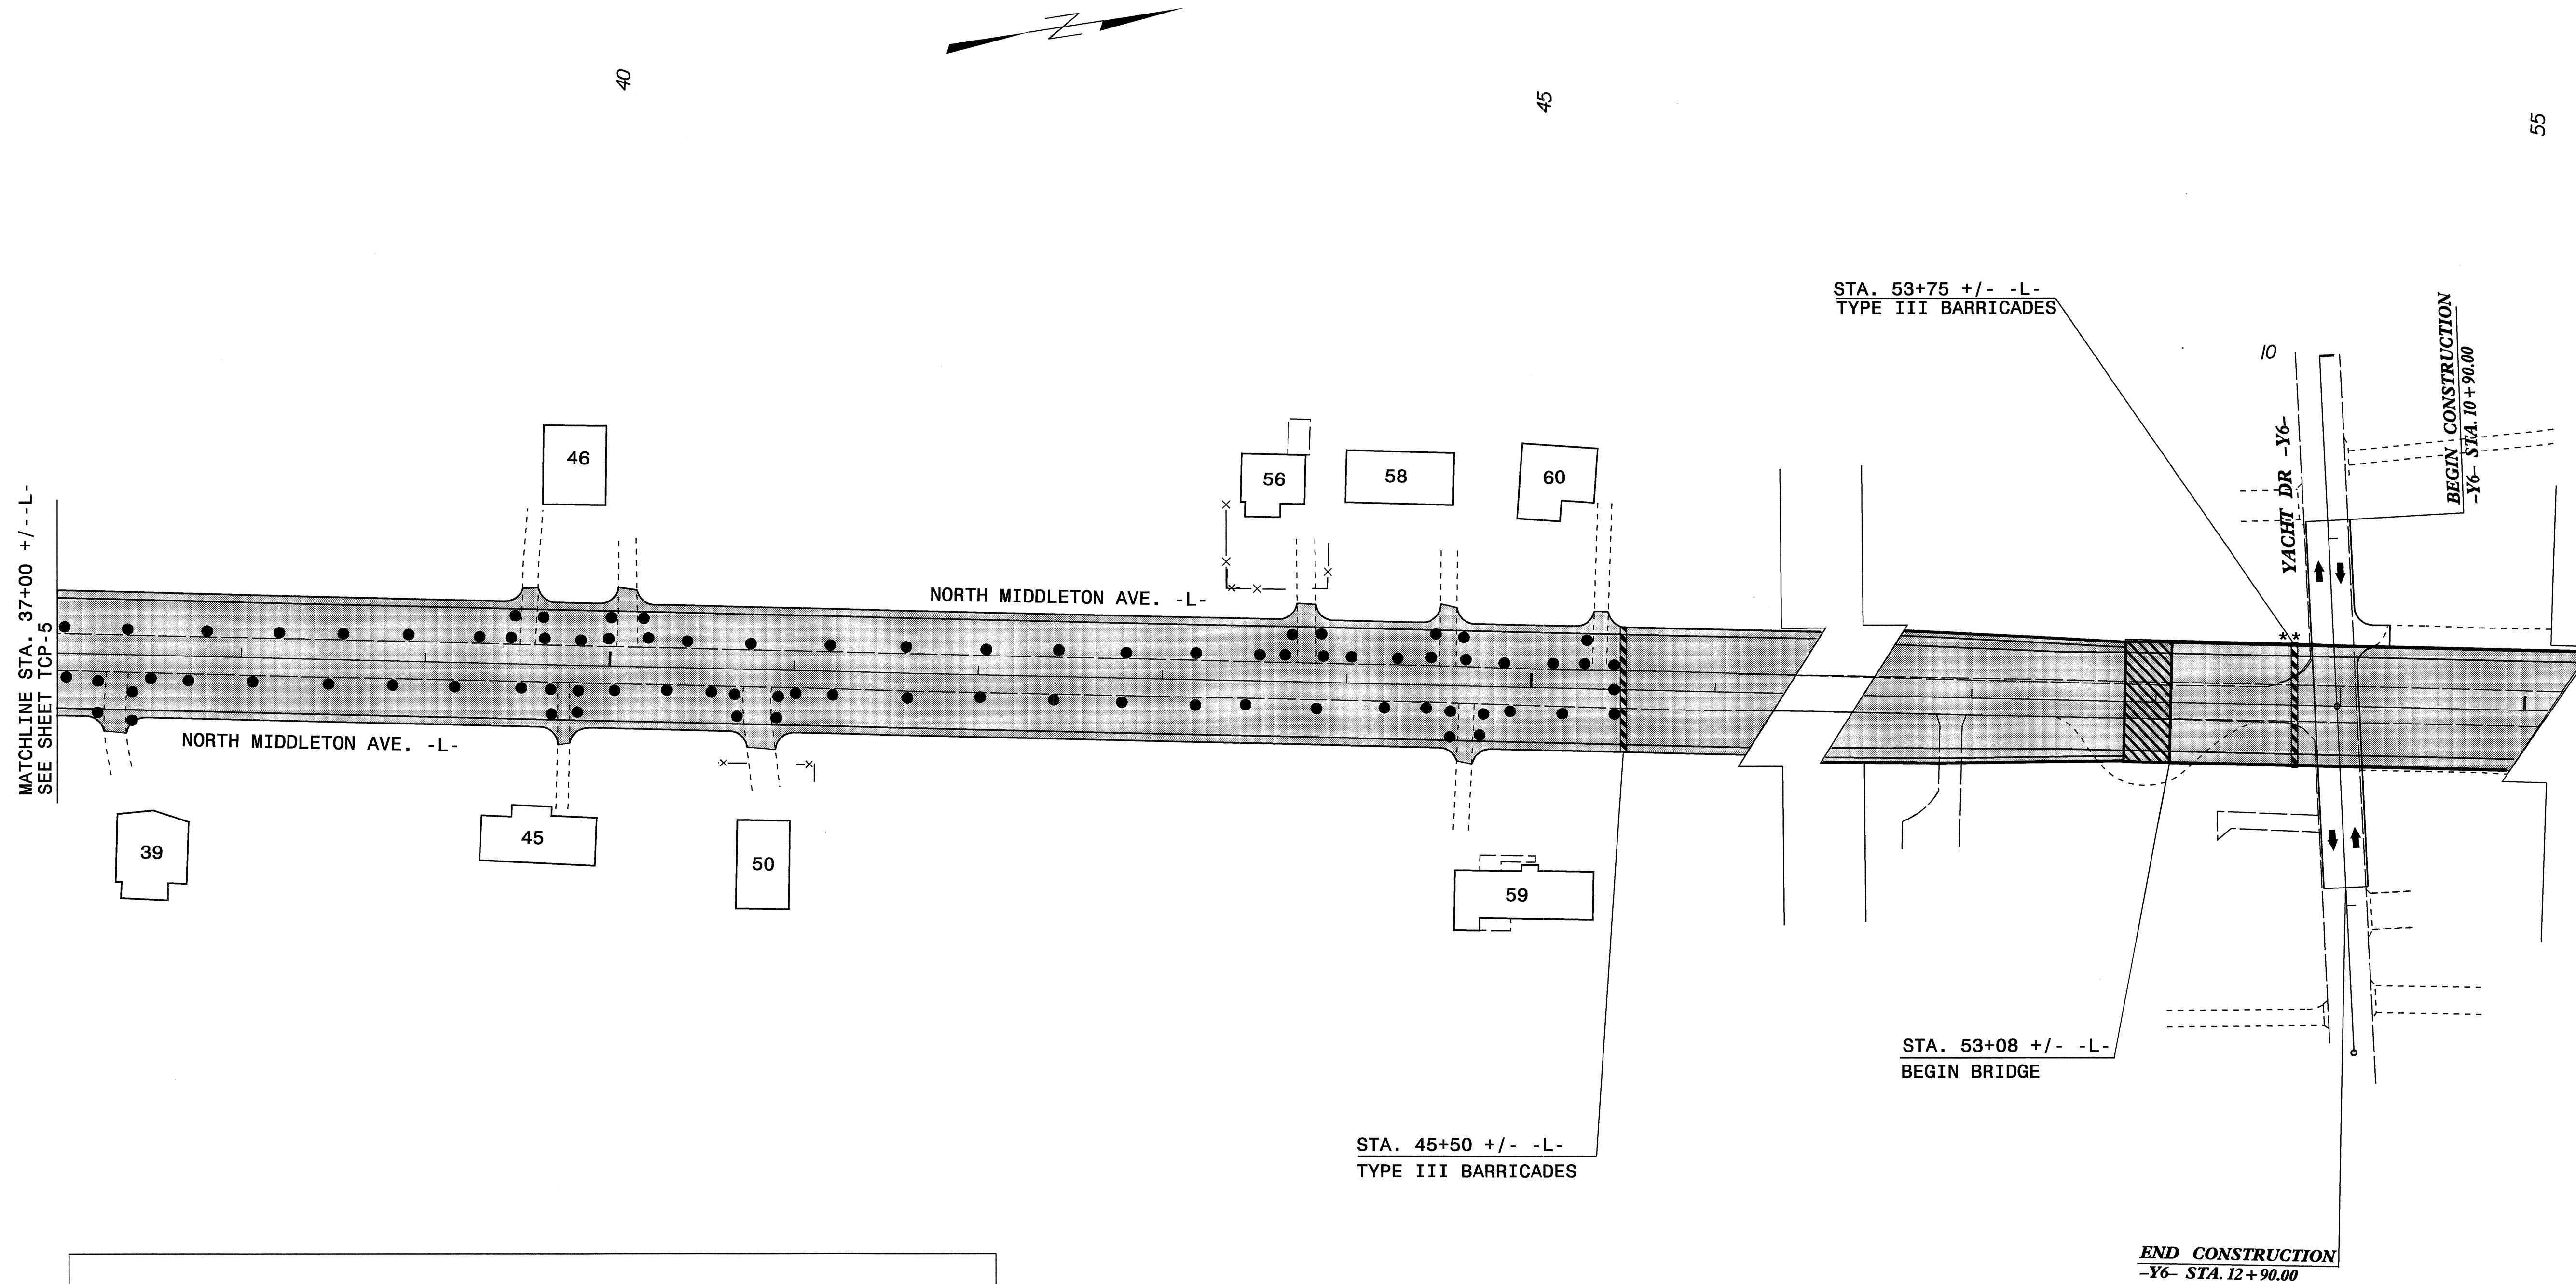 N
40
45
55
STA. 53+75 +/- -L-
TYPE III BARRICADES
BEGIN CONSTRUCTION
-Y6- STA. 10+90.00
10
YACHT DR -Y6-
46
56
58
60
MATCHLINE STA. 37+00 +/--L-
SEE SHEET TCP-5
NORTH MIDDLETON AVE. -L-
**
NORTH MIDDLETON AVE. -L-
39
45
50
59
STA. 53+08 +/- -L-
BEGIN BRIDGE
STA. 45+50 +/- -L-
TYPE III BARRICADES
END CONSTRUCTION
-Y6- STA. 12+90.00